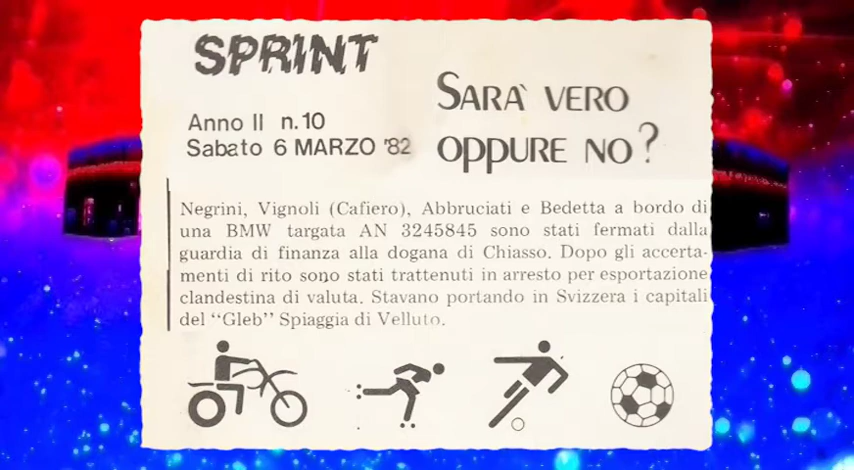 SPRINT
Anno II n.10
Sabato 6 MARZO '82
SARA' VERO
OPPURE NO?
Negrini, Vignoli (Cafiero), Abbruciati e Bedetta a bordo di
una BMW targata AN 3245845 sono stati fermati dalla
guardia di finanza alla dogana di Chiasso. Dopo gli accerta-
menti di rito sono stati trattenuti in arresto per esportazione
clandestina di valuta. Stavano portando in Svizzera i capitali
del “Gleb” Spiaggia di Velluto.